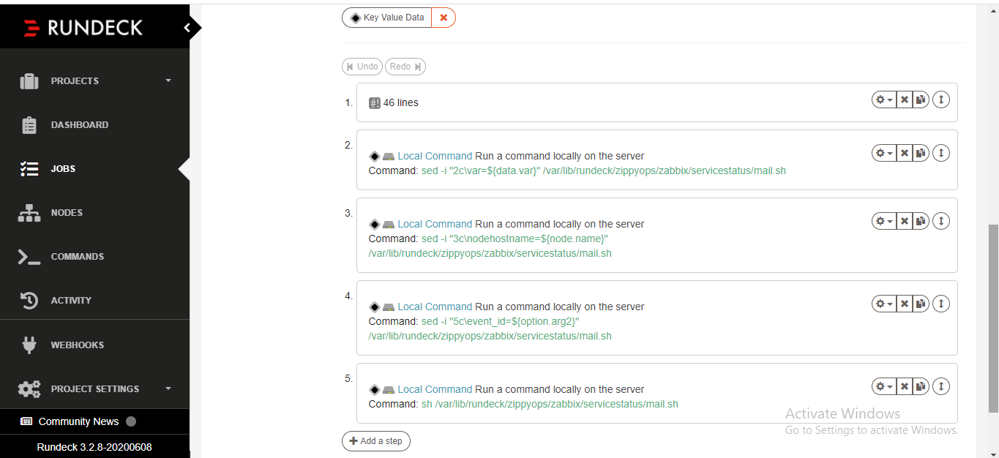 RUNDECK
PROJECTS
DASHBOARD
JOBS
NODES
COMMANDS
ACTIVITY
WEBHOOKS
PROJECT SETTINGS
Community News
Rundeck 3.2.8-20200608
Key Value Data
Undo Redo
1. #! 46 lines
2. Local Command Run a command locally on the server
Command: sed -i "2c\var=${data.var}" /var/lib/rundeck/zippyops/zabbix/servicestatus/mail.sh
3. Local Command Run a command locally on the server
Command: sed -i "3c\nodehostname=${node.name}"
/var/lib/rundeck/zippyops/zabbix/servicestatus/mail.sh
4. Local Command Run a command locally on the server
Command: sed -i "5c\event_id=${option.arg2}"
/var/lib/rundeck/zippyops/zabbix/servicestatus/mail.sh
5. Local Command Run a command locally on the server
Command: sh /var/lib/rundeck/zippyops/zabbix/servicestatus/mail.sh
Add a step
Activate Windows
Go to Settings to activate Windows.